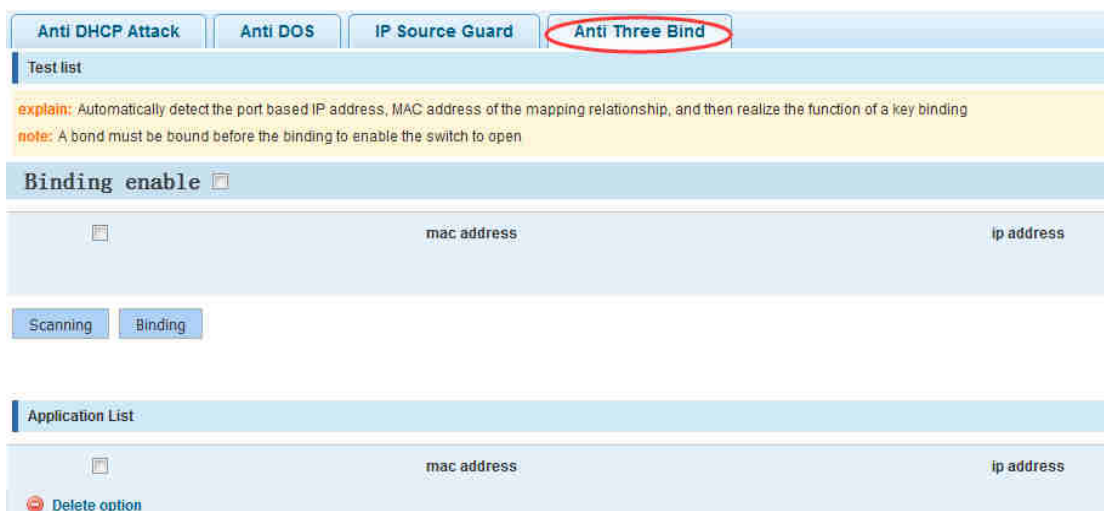 Anti DHCP Attack Anti DOS IP Source Guard Anti Three Bind
Test list
explain: Automatically detect the port based IP address, MAC address of the mapping relationship, and then realize the function of a key binding
note: A bond must be bound before the binding to enable the switch to open
Binding enable
mac address ip address
Scanning Binding
Application List
mac address ip address
Delete option